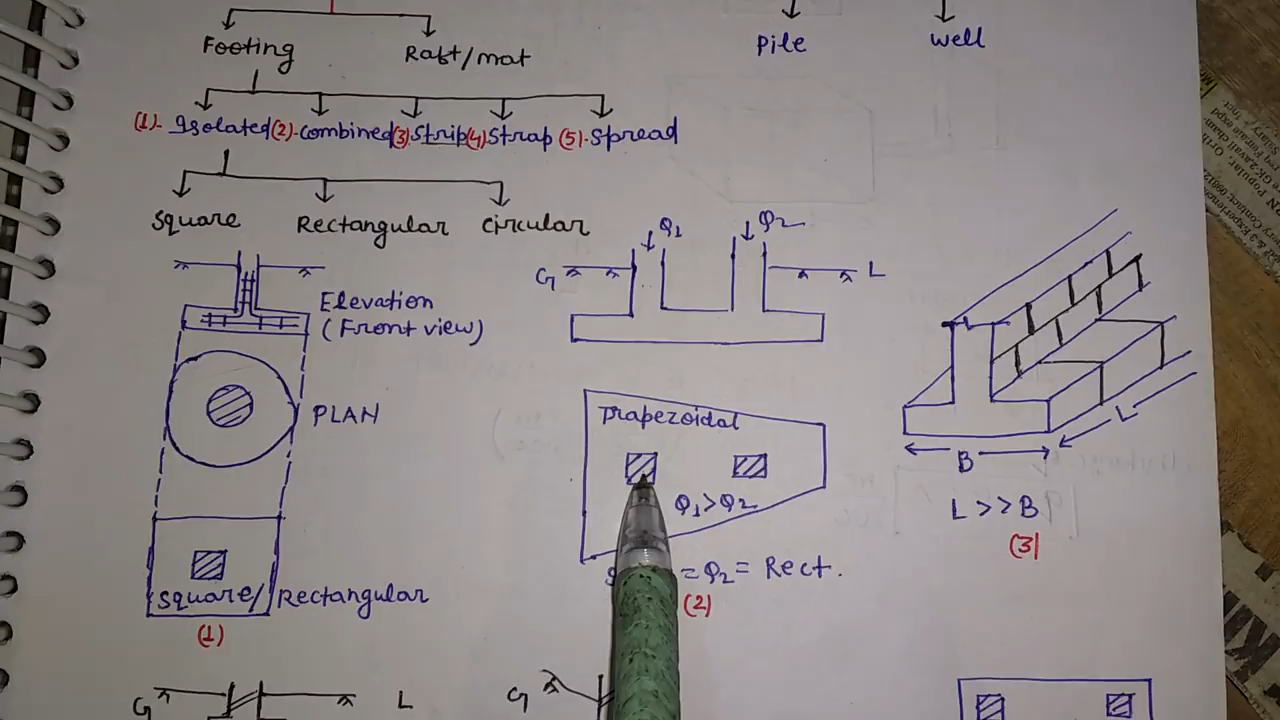 Footing
Raft/mat
Pile
Well
(1). Isolated (2). Combined (3) Strip (4) Strap (5). Spread
Square
Rectangular
Circular
Q1
Q2
G
L
Elevation
(Front view)
PLAN
Trapezoidal
Q1>Q2
=Q2= Rect.
(2)
Square/Rectangular
(1)
L
B
L>>B
(3)
G
L
G